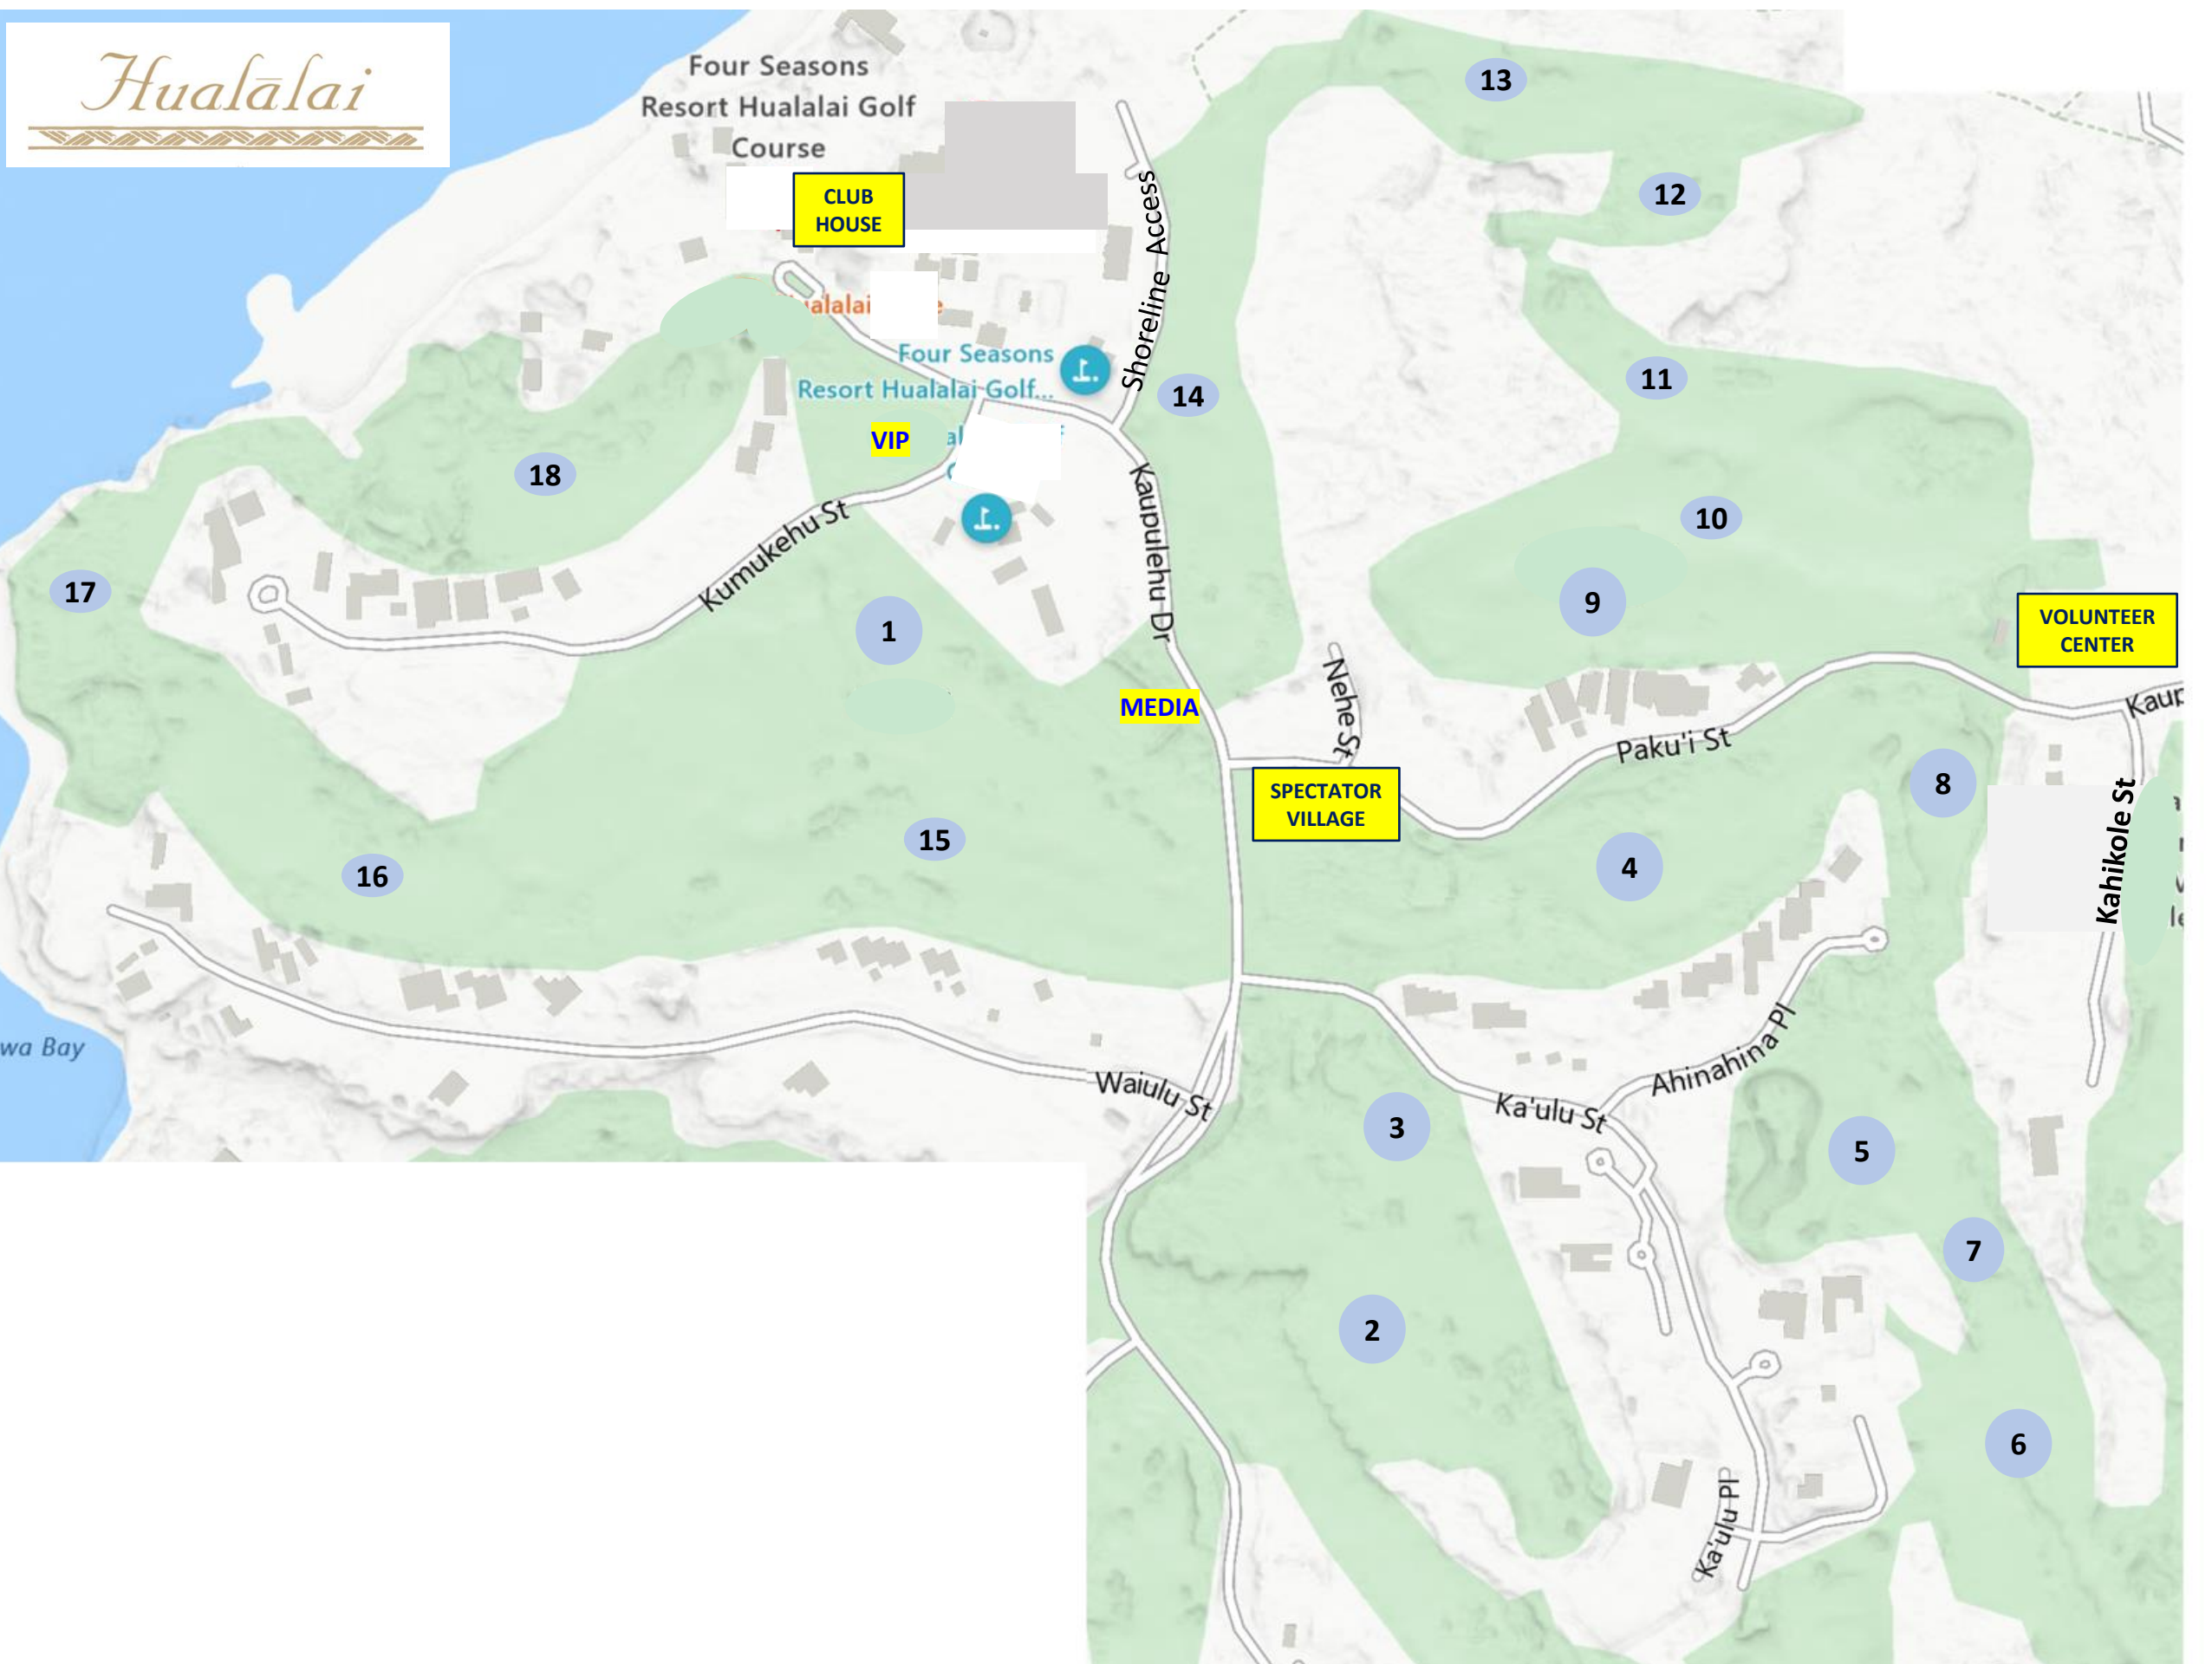 Hualālai
Four Seasons
Resort Hualalai Golf
Course
CLUB
HOUSE
Four Seasons
Resort Hualalai Golf...
VIP
Shoreline Access
Kaupulehu Dr
Kumukehu St
13
12
14
11
18
10
17
9
1
VOLUNTEER
CENTER
MEDIA
Nehe St
Paku'i St
SPECTATOR
VILLAGE
8
Kahikole St
15
4
16
wa Bay
Waiulu St
3
Ka'ulu St
Ahinahina Pl
5
7
2
6
Ka'ulu Pl